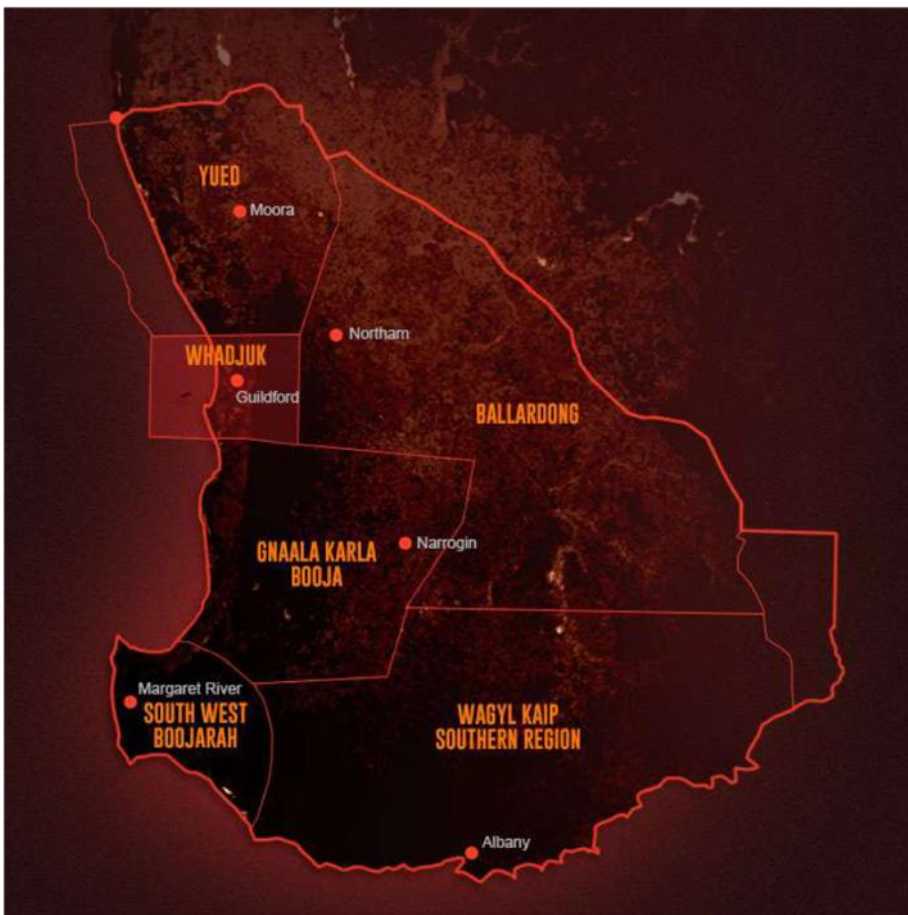 YUED
Moora
Northam
WHADJUK
Guildford
BALLARDONG
GNAALA KARLA
BOOJA
Narrogin
Margaret River
SOUTH WEST
BOOJARAH
WAGYL KAIP
SOUTHERN REGION
Albany